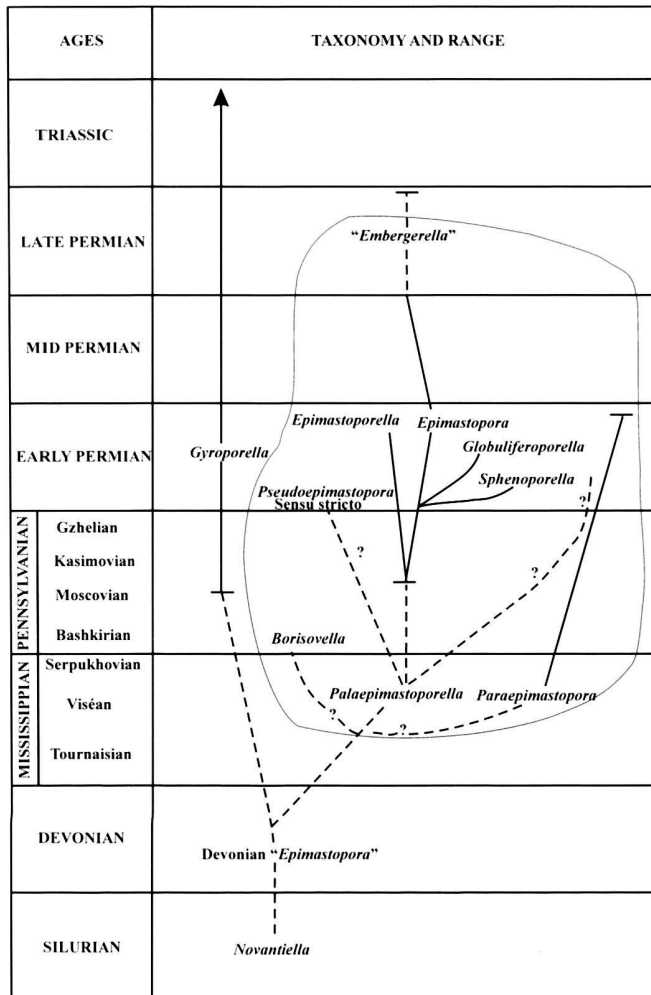 AGES
TAXONOMY AND RANGE
TRIASSIC
LATE PERMIAN
"Embergerella"
MID PERMIAN
EARLY PERMIAN
Gyroporella
Epimastoporella
Epimastopora
Globuliferoporella
Sphenoporella
Pseudoepimastopora
Sensu stricto
?
PENNSYLVANIAN
Gzhelian
Kasimovian
Moscovian
Bashkirian
?
?
Borisovella
MISSISSIPPIAN
Serpukhovian
Viséan
Tournaisian
Palaepimastoporella
Paraepimastopora
?
?
DEVONIAN
Devonian "Epimastopora"
SILURIAN
Novantiella